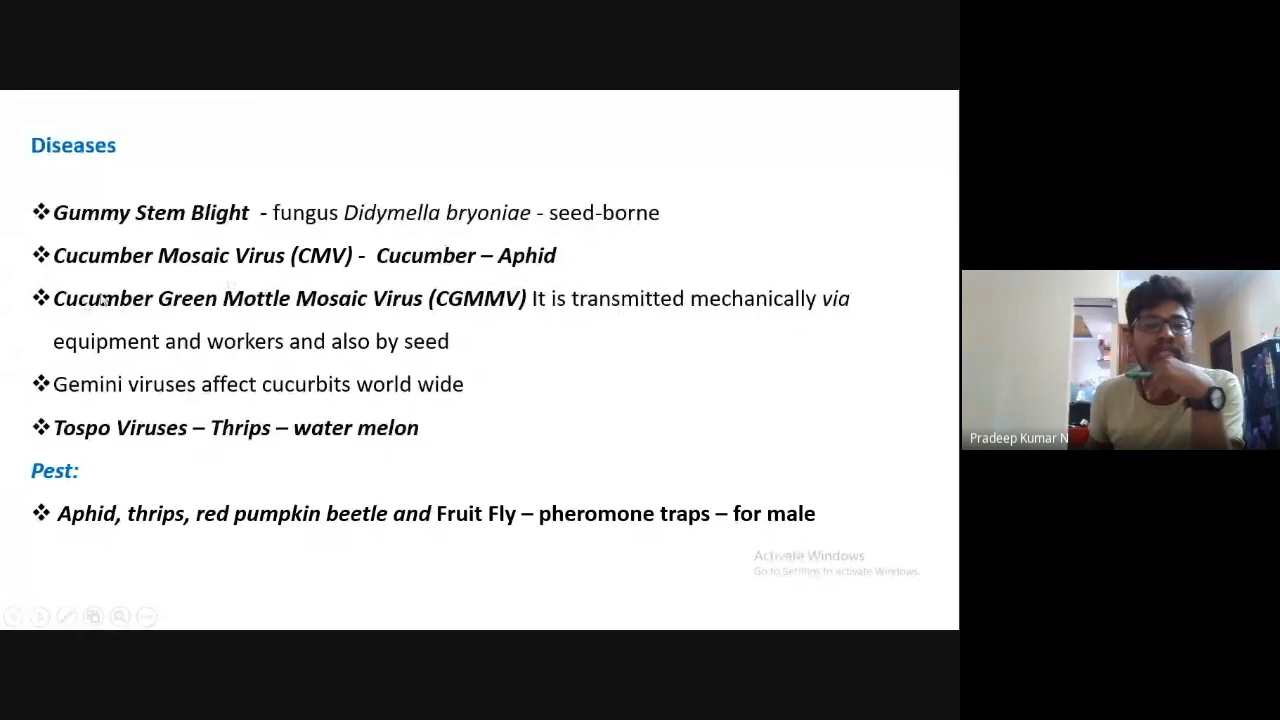 Diseases
❖Gummy Stem Blight - fungus Didymella bryoniae - seed-borne
❖Cucumber Mosaic Virus (CMV) - Cucumber – Aphid
❖Cucumber Green Mottle Mosaic Virus (CGMMV) It is transmitted mechanically via
equipment and workers and also by seed
❖Gemini viruses affect cucurbits world wide
❖Tospo Viruses – Thrips – water melon
Pest:
❖ Aphid, thrips, red pumpkin beetle and Fruit Fly – pheromone traps – for male
Activate Windows
Go to Settings to activate Windows.
Pradeep Kumar N